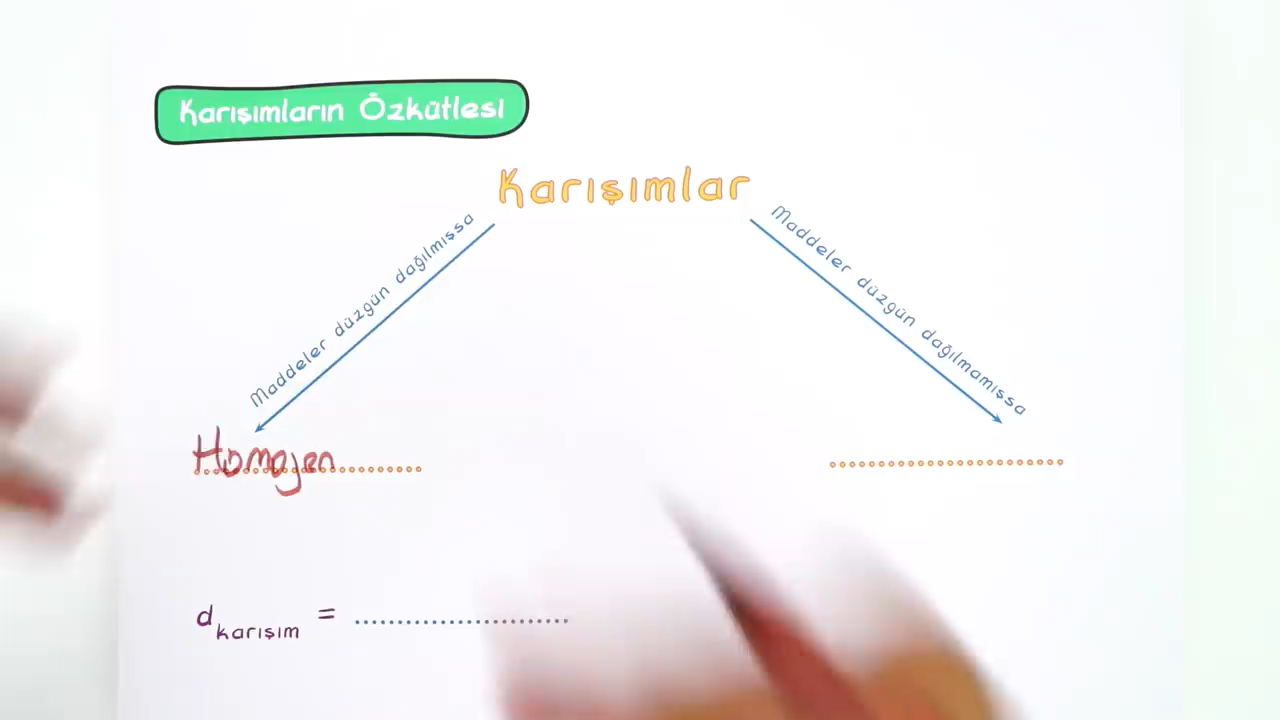 Karışımların Özkütlesi
Karışımlar
Maddeler düzgün dağılmışsa
Maddeler düzgün dağılmamışsa
Homojen
d karışım =